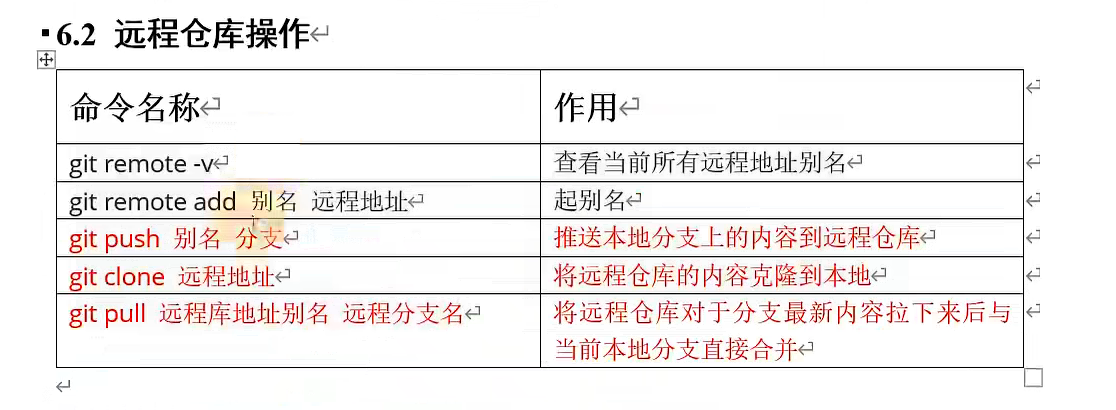 6.2 远程仓库操作
命令名称
作用
git remote -v
查看当前所有远程地址别名
git remote add 别名 远程地址
起别名
git push 别名 分支
推送本地分支上的内容到远程仓库
git clone 远程地址
将远程仓库的内容克隆到本地
git pull 远程库地址别名 远程分支名
将远程仓库对于分支最新内容拉下来后与
当前本地分支直接合并